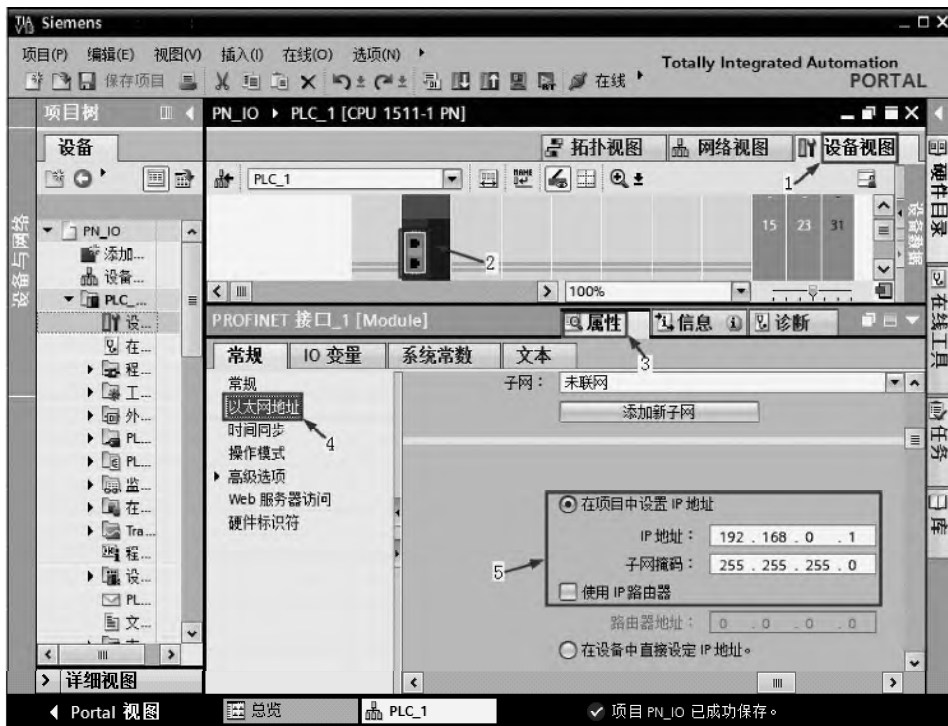 TIA V13 Siemens
项目(P) 编辑(E) 视图(V) 插入(I) 在线(O) 选项(N)
保存项目
在线
Totally Integrated Automation
PORTAL
项目树
PN_IO PLC_1 [CPU 1511-1 PN]
设备
拓扑视图 网络视图 设备视图
1
PLC_1
PN_IO
添加...
设备...
PLC_...
设...
在...
程...
工...
外...
PL...
PL...
监...
在...
Tra...
程...
设...
PL...
文...
详细视图
设备与网络
2
15 23 31
100%
设备数据
PROFINET 接口_1 [Module]
属性 信息 诊断
3
常规 IO 变量 系统常数 文本
常规
以太网地址
时间同步
操作模式
高级选项
Web 服务器访问
硬件标识符
4
子网： 未联网
添加新子网
5
在项目中设置 IP 地址
IP 地址： 192 . 168 . 0 . 1
子网掩码： 255 . 255 . 255 . 0
使用 IP 路由器
路由器地址： 0 . 0 . 0 . 0
在设备中直接设定 IP 地址。
硬件目录
在线工具
任务
库
Portal 视图 总览 PLC_1 项目 PN_IO 已成功保存。